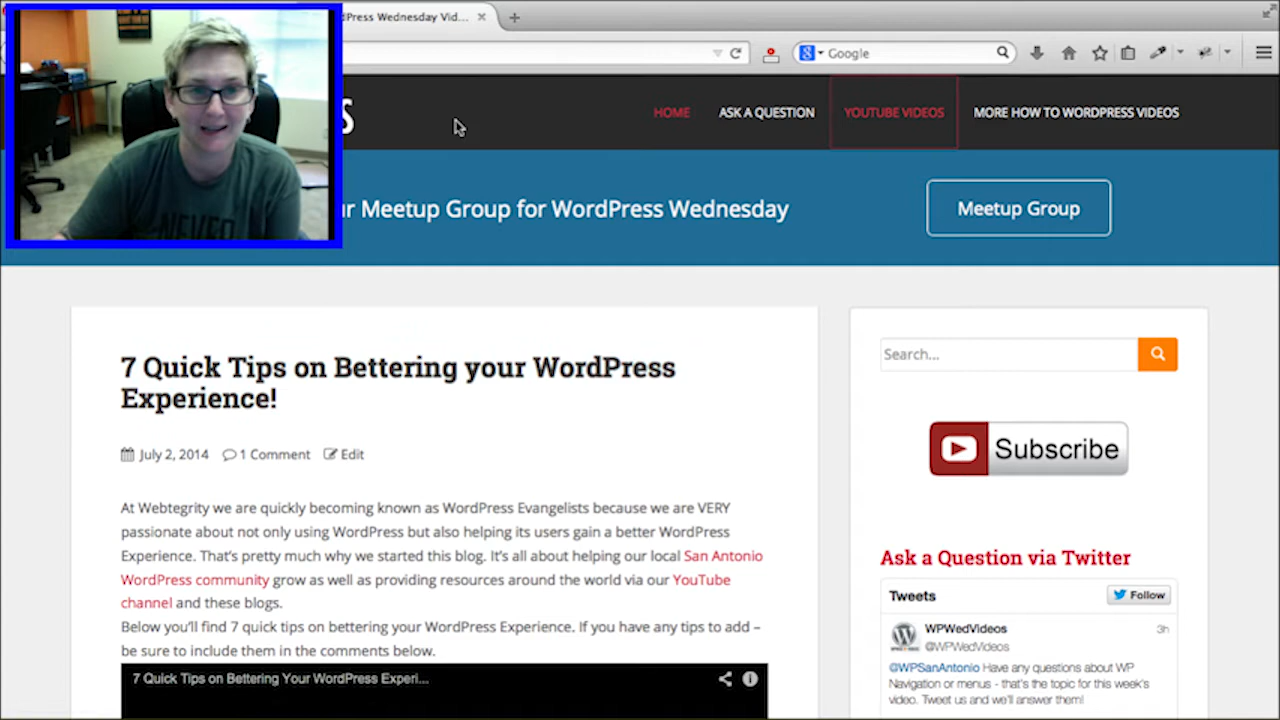 Press Wednesday Vid...
Google
S
HOME
ASK A QUESTION
YOUTUBE VIDEOS
MORE HOW TO WORDPRESS VIDEOS
NEVER
ur Meetup Group for WordPress Wednesday
Meetup Group
7 Quick Tips on Bettering your WordPress
Experience!
July 2, 2014 1 Comment Edit
At Webtegrity we are quickly becoming known as WordPress Evangelists because we are VERY
passionate about not only using WordPress but also helping its users gain a better WordPress
Experience. That's pretty much why we started this blog. It's all about helping our local San Antonio
WordPress community grow as well as providing resources around the world via our YouTube
channel and these blogs.
Below you'll find 7 quick tips on bettering your WordPress Experience. If you have any tips to add –
be sure to include them in the comments below.
7 Quick Tips on Bettering Your WordPress Experi...
Search...
Subscribe
Ask a Question via Twitter
Tweets
Follow
WPWedVideos 3h
@WPWedVideos
@WPSanAntonio Have any questions about WP
Navigation or menus - that's the topic for this week's
video. Tweet us and we'll answer them!